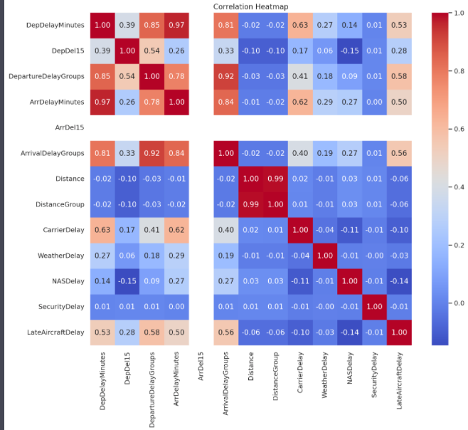 Correlation Heatmap
DepDelayMinutes 1.00 0.39 0.85 0.97 0.81 -0.02 -0.02 0.63 0.27 0.14 0.01 0.53
DepDel15 0.39 1.00 0.54 0.26 0.33 -0.10 -0.10 0.17 0.06 -0.15 0.01 0.28
DepartureDelayGroups 0.85 0.54 1.00 0.78 0.92 -0.03 -0.03 0.41 0.18 0.09 0.01 0.58
ArrDelayMinutes 0.97 0.26 0.78 1.00 0.84 -0.01 -0.02 0.62 0.29 0.27 0.00 0.50
ArrDel15
ArrivalDelayGroups 0.81 0.33 0.92 0.84 1.00 -0.02 -0.02 0.40 0.19 0.27 0.01 0.56
Distance -0.02 -0.10 -0.03 -0.01 -0.02 1.00 0.99 0.02 -0.01 0.03 0.01 -0.06
DistanceGroup -0.02 -0.10 -0.03 -0.02 -0.02 0.99 1.00 0.01 -0.01 0.03 0.01 -0.06
CarrierDelay 0.63 0.17 0.41 0.62 0.40 0.02 0.01 1.00 -0.04 -0.11 -0.01 -0.10
WeatherDelay 0.27 0.06 0.18 0.29 0.19 -0.01 -0.01 -0.04 1.00 -0.01 -0.00 -0.03
NASDelay 0.14 -0.15 0.09 0.27 0.27 0.03 0.03 -0.11 -0.01 1.00 -0.01 -0.14
SecurityDelay 0.01 0.01 0.01 0.00 0.01 0.01 0.01 -0.01 -0.00 -0.01 1.00 -0.01
LateAircraftDelay 0.53 0.28 0.58 0.50 0.56 -0.06 -0.06 -0.10 -0.03 -0.14 -0.01 1.00
DepDelayMinutes
DepDel15
DepartureDelayGroups
ArrDelayMinutes
ArrDel15
ArrivalDelayGroups
Distance
DistanceGroup
CarrierDelay
WeatherDelay
NASDelay
SecurityDelay
LateAircraftDelay
1.0
0.8
0.6
0.4
0.2
0.0